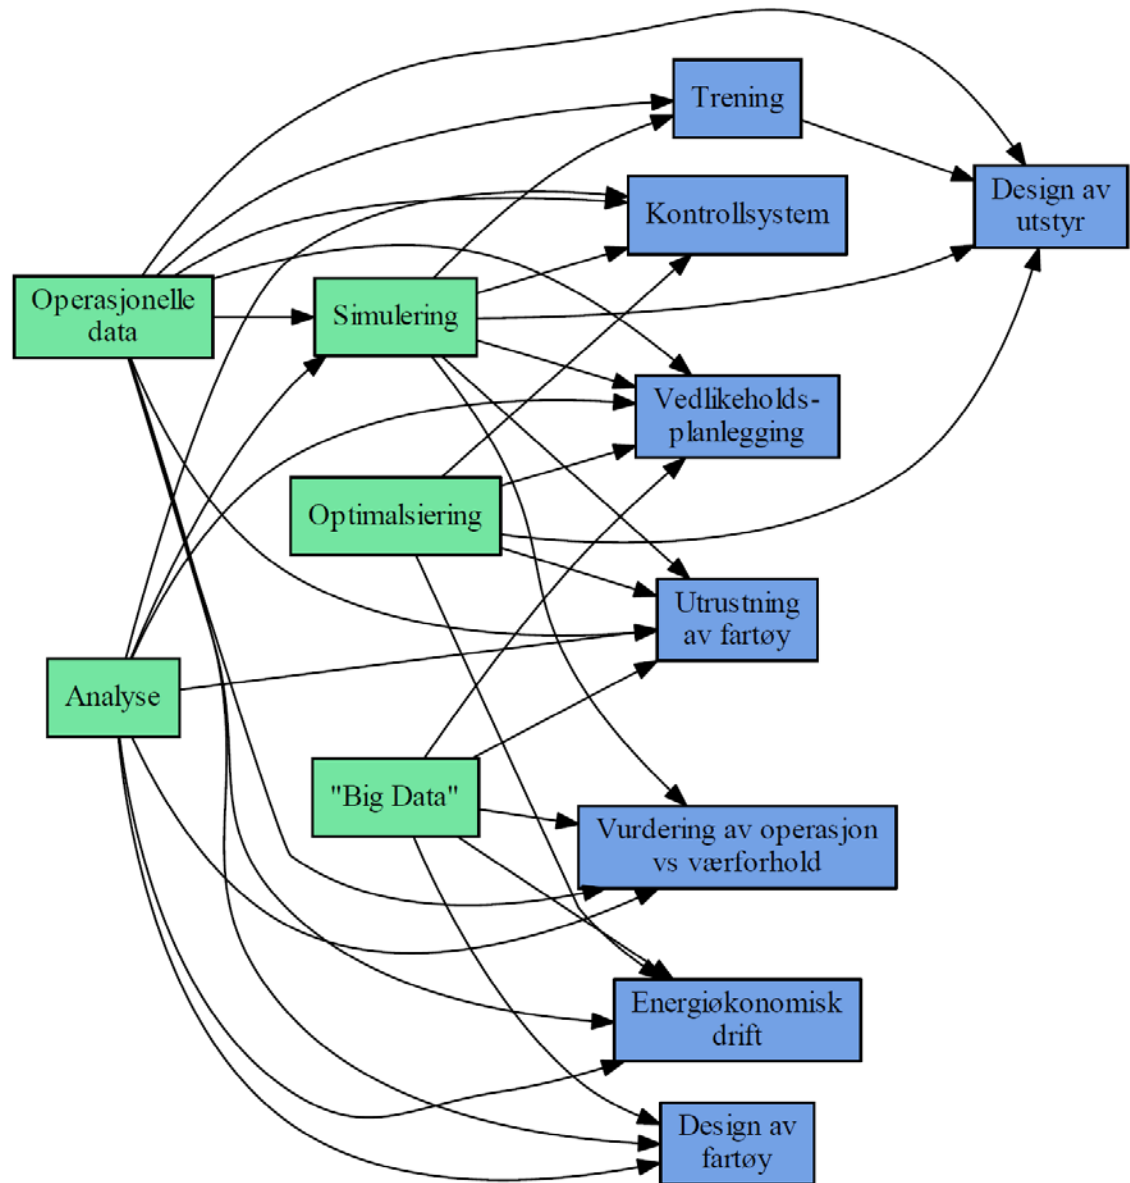 Trening
Design av
utstyr
Kontrollsystem
Operasjonelle
data
Simulering
Vedlikeholds-
planlegging
Optimalsiering
Utrustning
av fartøy
Analyse
"Big Data"
Vurdering av operasjon
vs værforhold
Energiøkonomisk
drift
Design av
fartøy